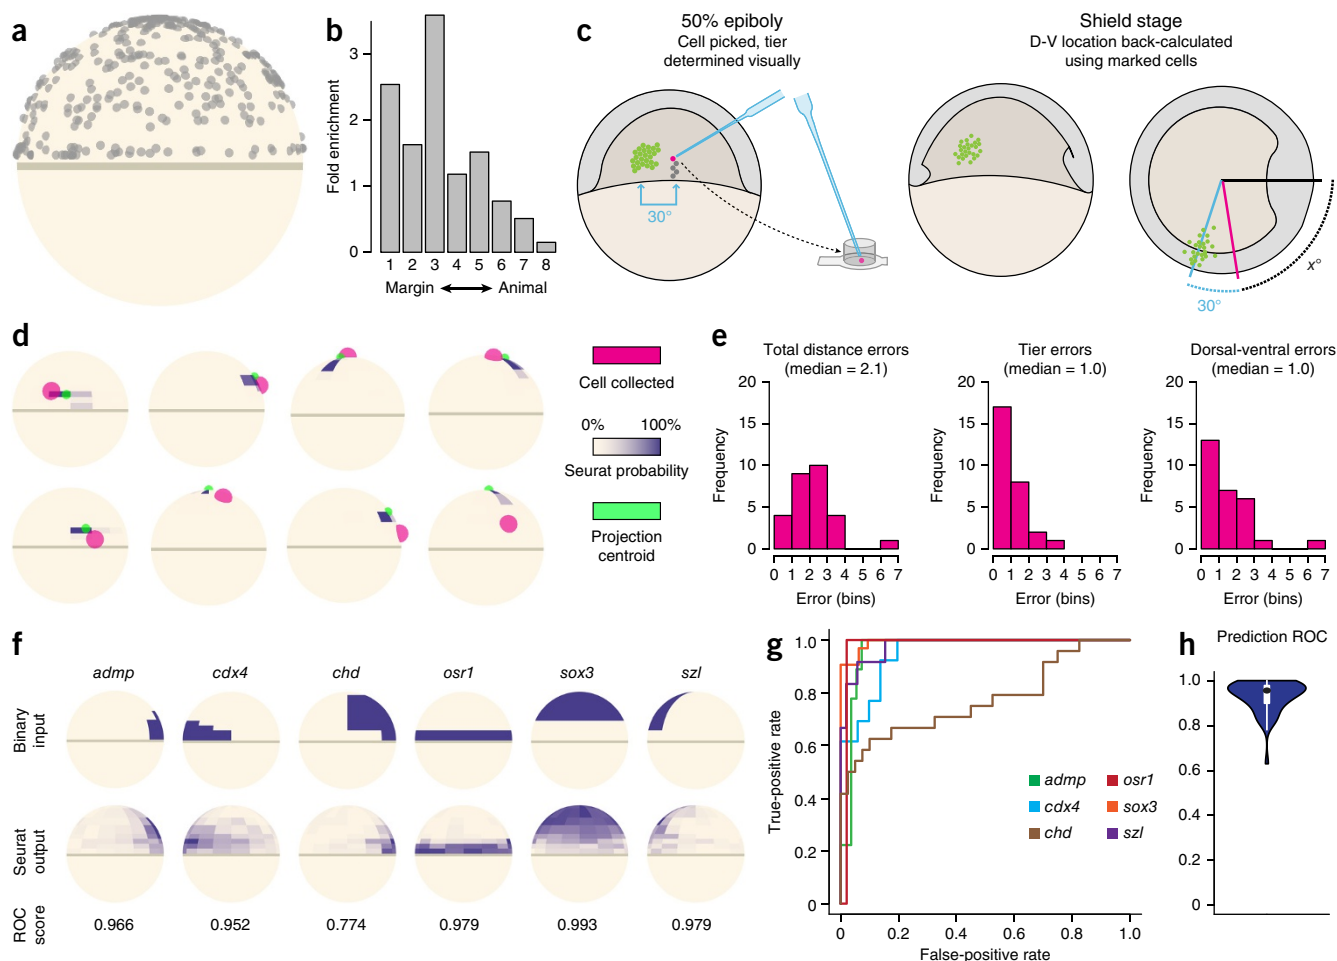 a
b
Fold enrichment
3
2
1
0
1 2 3 4 5 6 7 8
Margin Animal
c
50% epiboly
Cell picked, tier
determined visually
30°
Shield stage
D-V location back-calculated
using marked cells
x°
30°
d
Cell collected
0% 100%
Seurat probability
Projection
centroid
e
Total distance errors
(median = 2.1)
Frequency
20
15
10
5
0
0 1 2 3 4 5 6 7
Error (bins)
Tier errors
(median = 1.0)
Frequency
20
15
10
5
0
0 1 2 3 4 5 6 7
Error (bins)
Dorsal-ventral errors
(median = 1.0)
Frequency
20
15
10
5
0
0 1 2 3 4 5 6 7
Error (bins)
f
admp cdx4 chd osr1 sox3 szl
Binary
input
Seurat
output
ROC
score
0.966 0.952 0.774 0.979 0.993 0.979
g
True-positive rate
1.0
0.8
0.6
0.4
0.2
0
0 0.2 0.4 0.6 0.8 1.0
False-positive rate
admp osr1
cdx4 sox3
chd szl
h
Prediction ROC
1.0
0.8
0.6
0.4
0.2
0